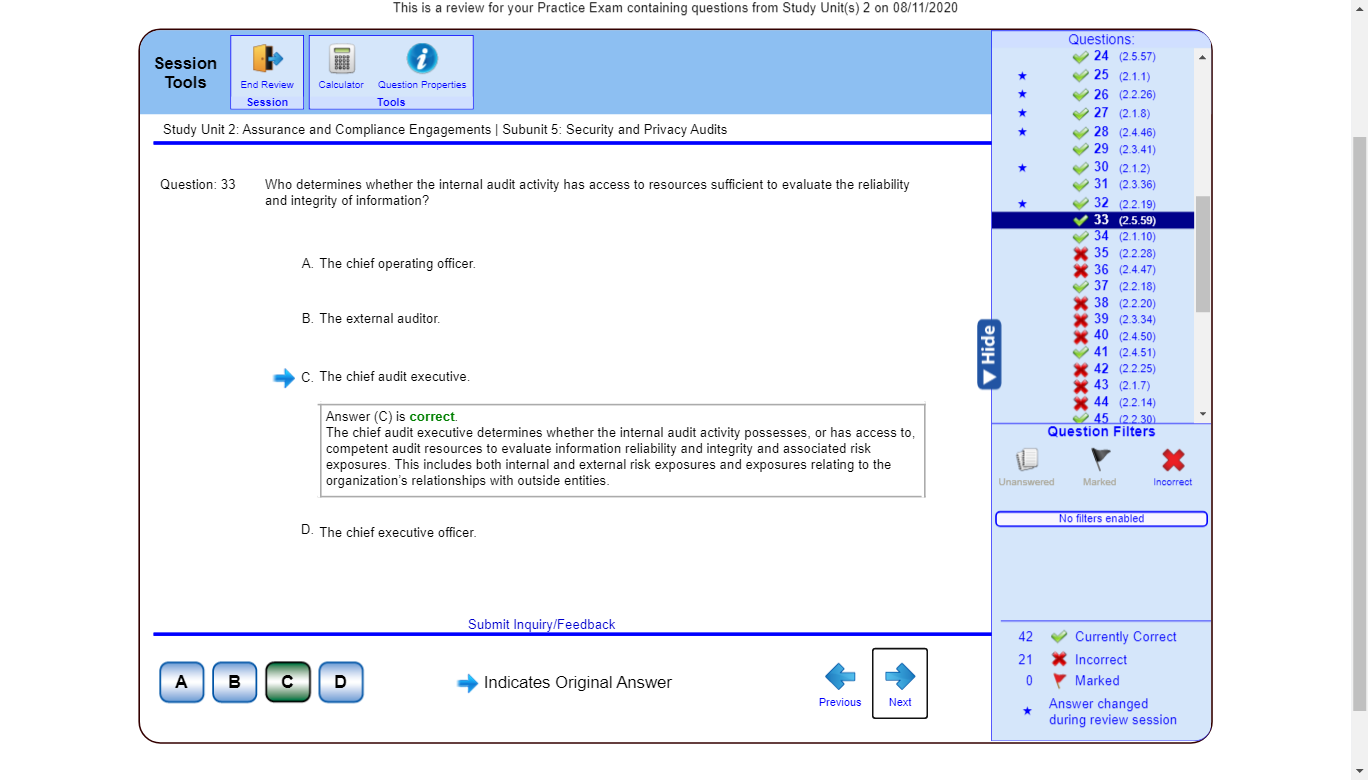 This is a review for your Practice Exam containing questions from Study Unit(s) 2 on 08/11/2020
Session
Tools
End Review
Session
Calculator
Question Properties
Tools
Study Unit 2: Assurance and Compliance Engagements | Subunit 5: Security and Privacy Audits
Question: 33
Who determines whether the internal audit activity has access to resources sufficient to evaluate the reliability
and integrity of information?
A. The chief operating officer.
B. The external auditor.
C. The chief audit executive.
Answer (C) is correct.
The chief audit executive determines whether the internal audit activity possesses, or has access to,
competent audit resources to evaluate information reliability and integrity and associated risk
exposures. This includes both internal and external risk exposures and exposures relating to the
organization's relationships with outside entities.
D. The chief executive officer.
Submit Inquiry/Feedback
A B C D
Indicates Original Answer
Previous
Next
Hide
Questions:
24 (2.5.57)
25 (2.1.1)
26 (2.2.26)
27 (2.1.8)
28 (2.4.46)
29 (2.3.41)
30 (2.1.2)
31 (2.3.36)
32 (2.2.19)
33 (2.5.59)
34 (2.1.10)
35 (2.2.28)
36 (2.4.47)
37 (2.2.18)
38 (2.2.20)
39 (2.3.34)
40 (2.4.50)
41 (2.4.51)
42 (2.2.25)
43 (2.1.7)
44 (2.2.14)
45 (2.2.30)
Question Filters
Unanswered
Marked
Incorrect
No filters enabled
42 Currently Correct
21 Incorrect
0 Marked
Answer changed
during review session